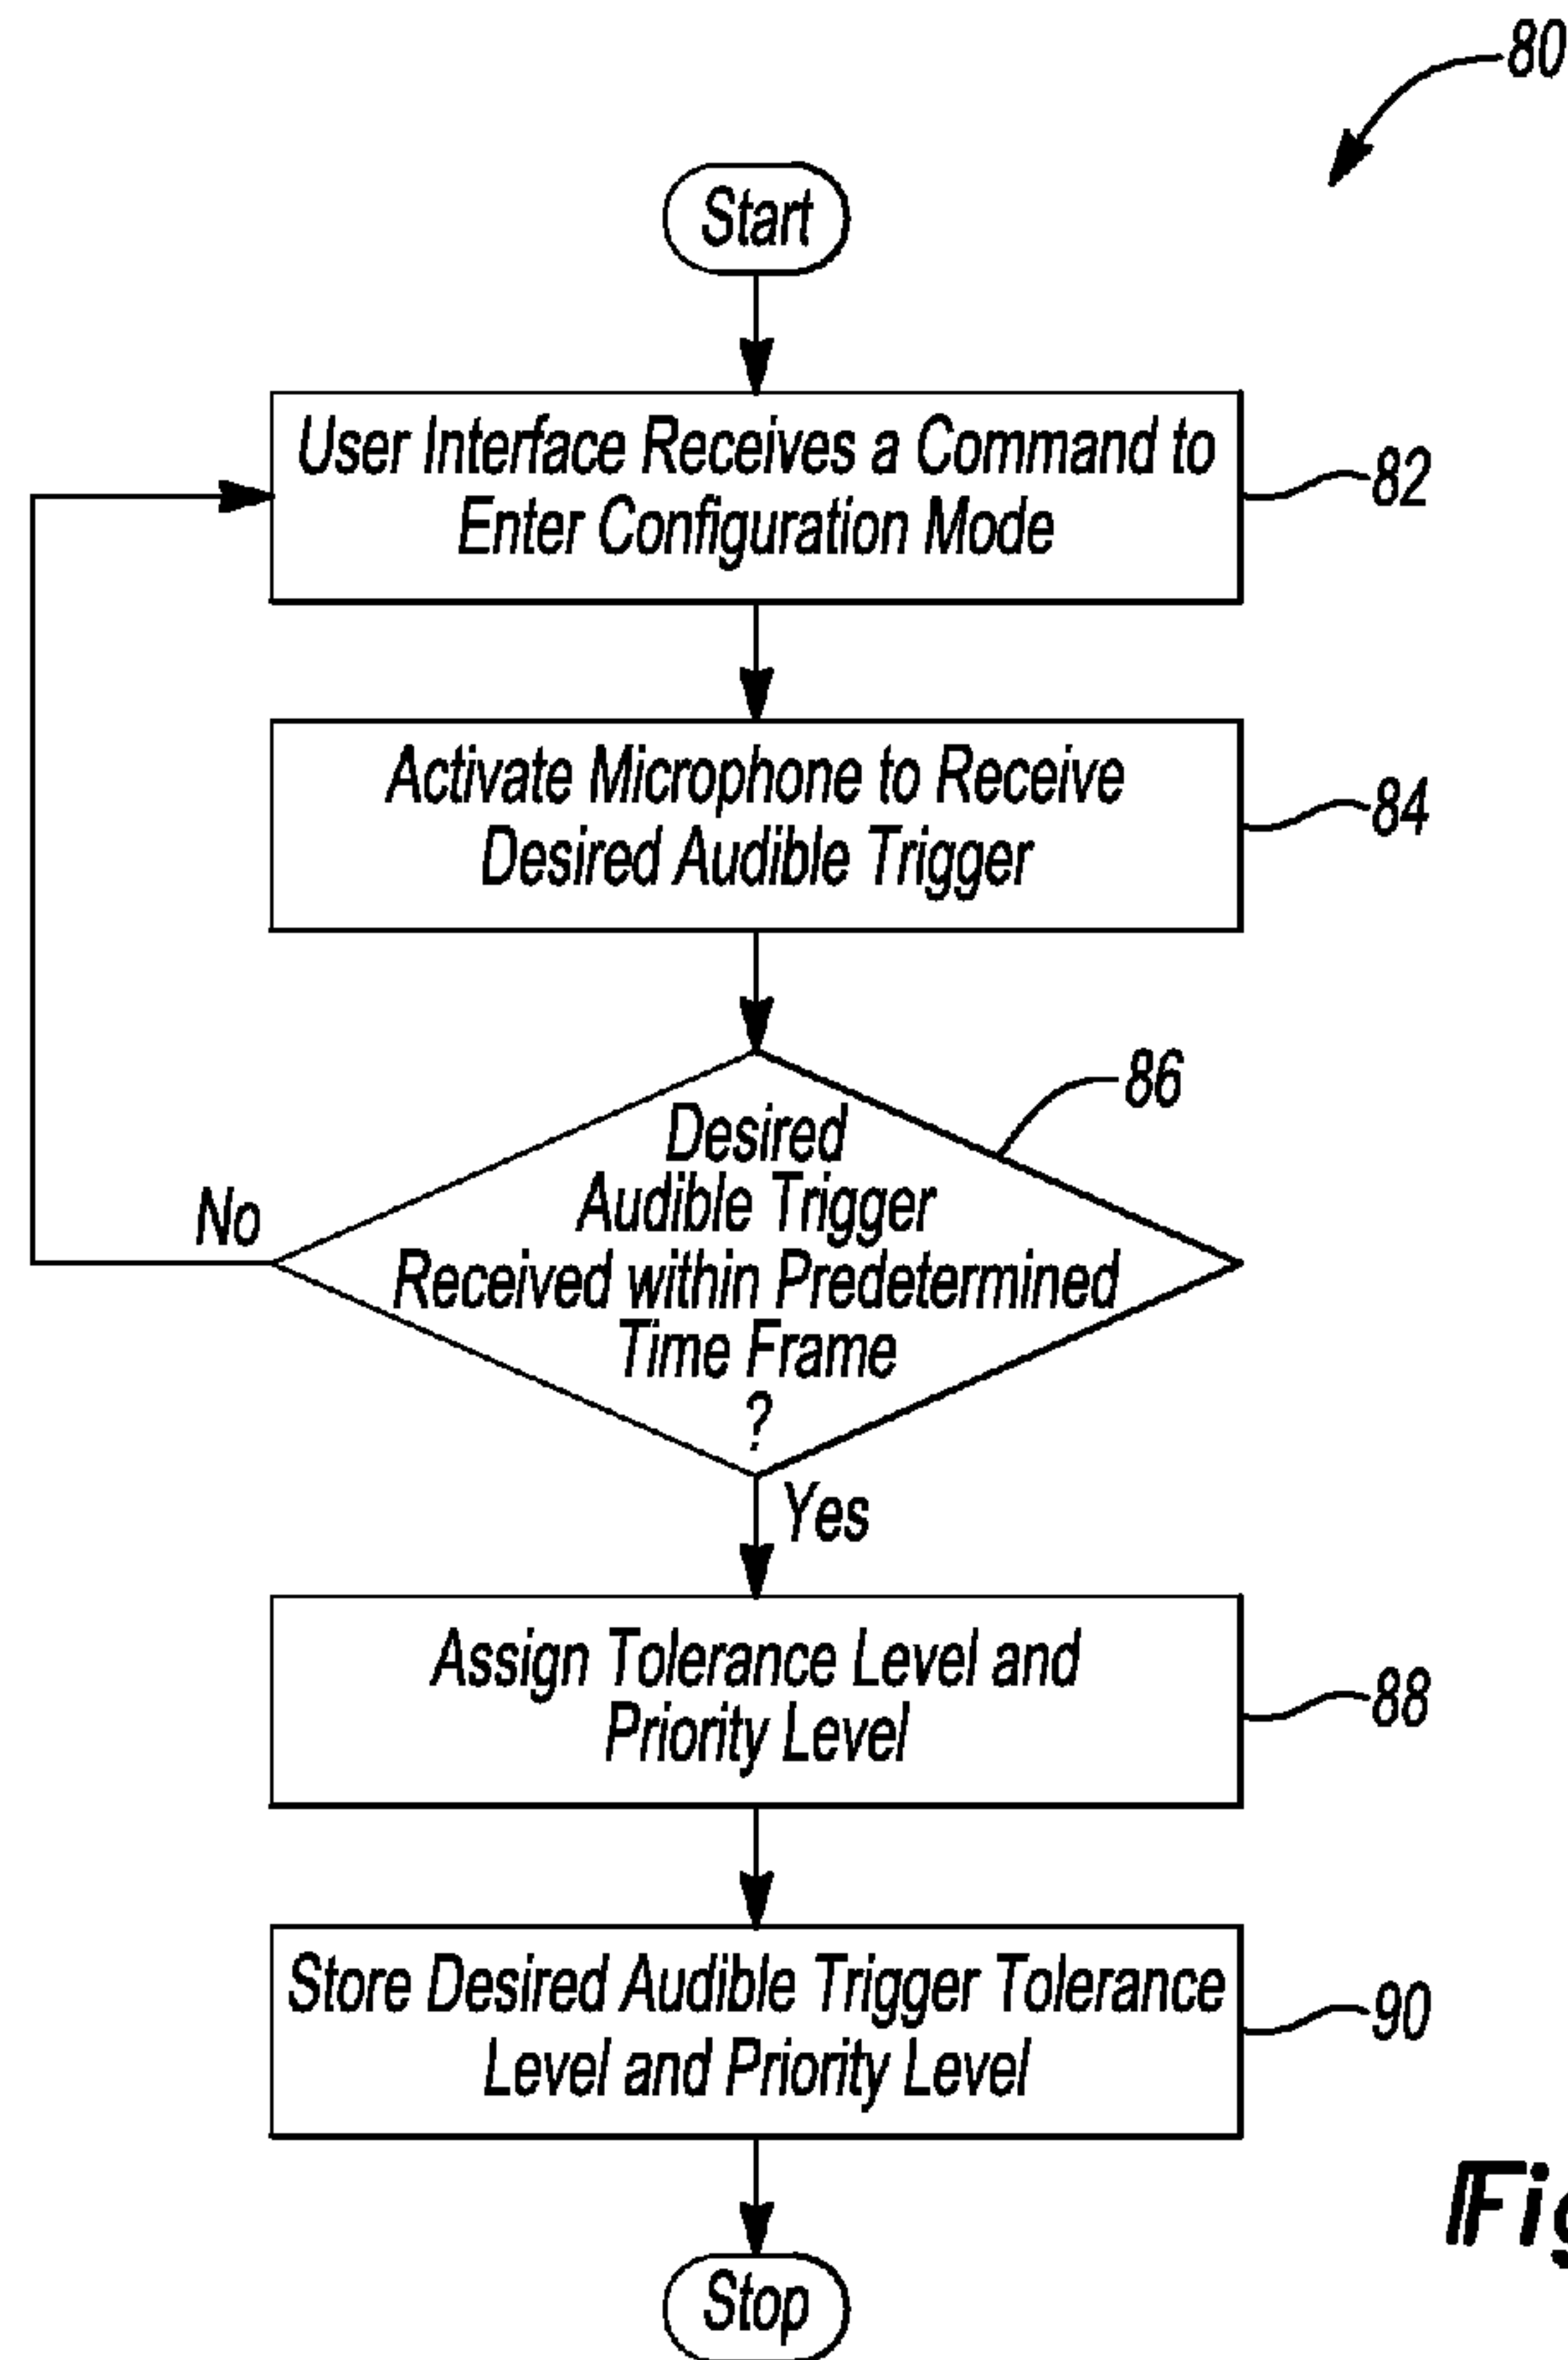 80
Start
User Interface Receives a Command to
Enter Configuration Mode
82
Activate Microphone to Receive
Desired Audible Trigger
84
86
Desired
Audible Trigger
Received within Predetermined
Time Frame
?
No
Yes
Assign Tolerance Level and
Priority Level
88
Store Desired Audible Trigger Tolerance
Level and Priority Level
90
Stop